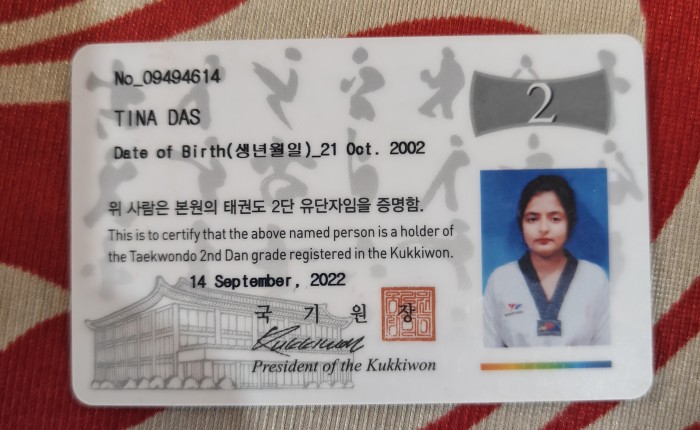 No_09494614
2
TINA DAS
Date of Birth(생년월일)_21 Oct. 2002
위 사람은 본원의 태권도 2단 유단자임을 증명함.
This is to certify that the above named person is a holder of
the Taekwondo 2nd Dan grade registered in the Kukkiwon.
14 September, 2022
국 기 원 장
Kukkiwon
President of the Kukkiwon